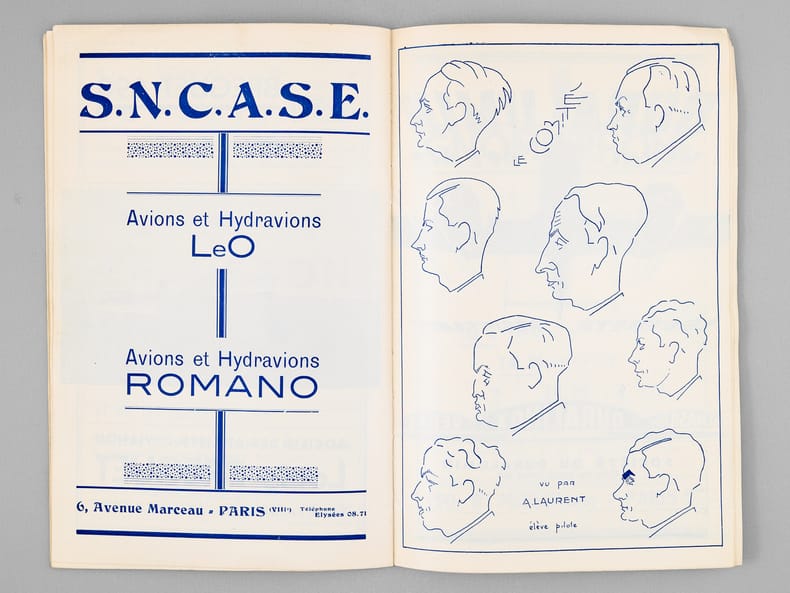 S.N.C.A.S.E.
Avions et Hydravions
LeO
Avions et Hydravions
ROMANO
6, Avenue Marceau - PARIS (VIIIe) Téléphone
Elysées 08.71
LE COMITÉ
vu par
A.LAURENT
élève pilote